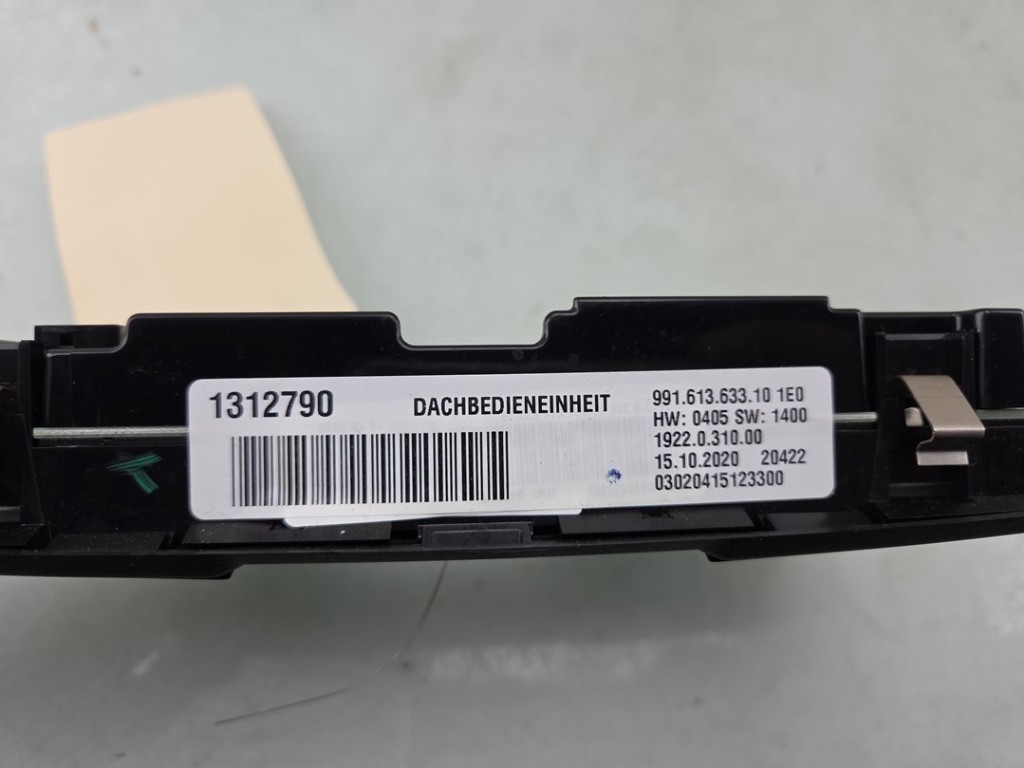 1312790
DACHBEDIENEINHEIT
991.613.633.10 1E0
HW: 0405 SW: 1400
1922.0.310.00
15.10.2020 20422
03020415123300